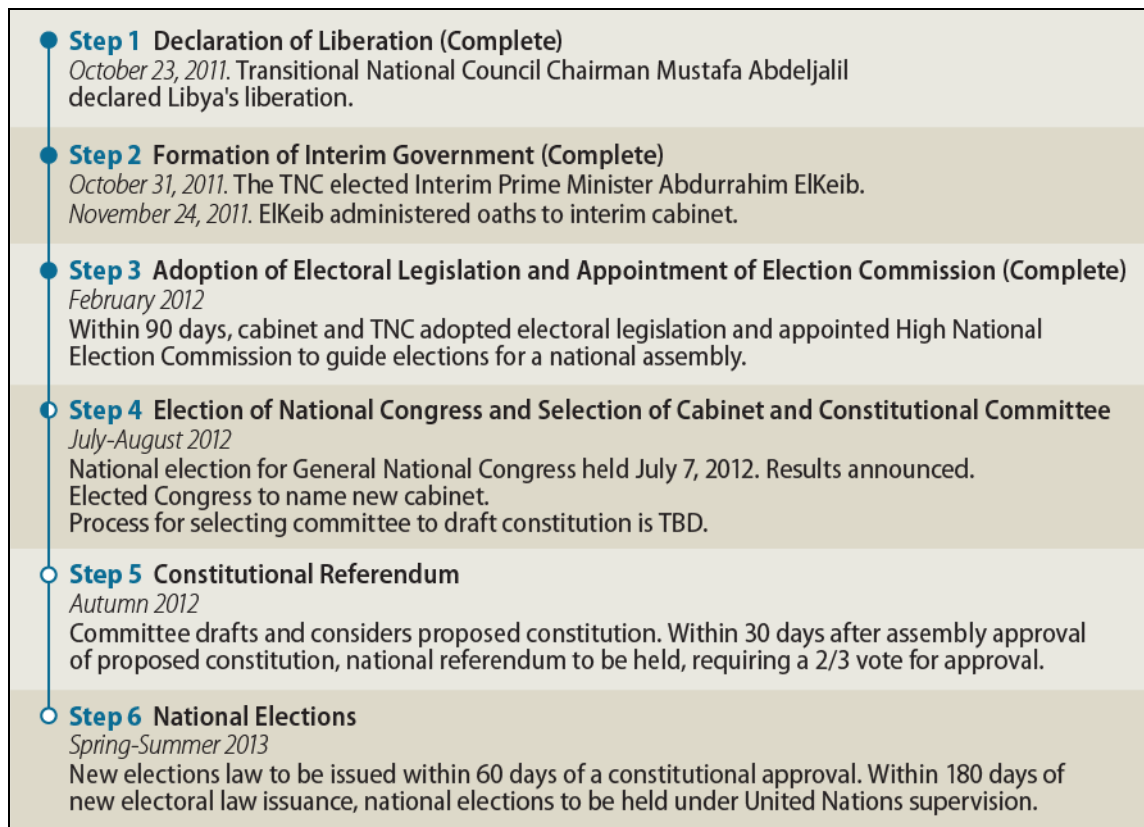 Step 1 Declaration of Liberation (Complete)
October 23, 2011. Transitional National Council Chairman Mustafa Abdeljalil
declared Libya's liberation.
Step 2 Formation of Interim Government (Complete)
October 31, 2011. The TNC elected Interim Prime Minister Abdurrahim ElKeib.
November 24, 2011. ElKeib administered oaths to interim cabinet.
Step 3 Adoption of Electoral Legislation and Appointment of Election Commission (Complete)
February 2012
Within 90 days, cabinet and TNC adopted electoral legislation and appointed High National
Election Commission to guide elections for a national assembly.
Step 4 Election of National Congress and Selection of Cabinet and Constitutional Committee
July-August 2012
National election for General National Congress held July 7, 2012. Results announced.
Elected Congress to name new cabinet.
Process for selecting committee to draft constitution is TBD.
Step 5 Constitutional Referendum
Autumn 2012
Committee drafts and considers proposed constitution. Within 30 days after assembly approval
of proposed constitution, national referendum to be held, requiring a 2/3 vote for approval.
Step 6 National Elections
Spring-Summer 2013
New elections law to be issued within 60 days of a constitutional approval. Within 180 days of
new electoral law issuance, national elections to be held under United Nations supervision.